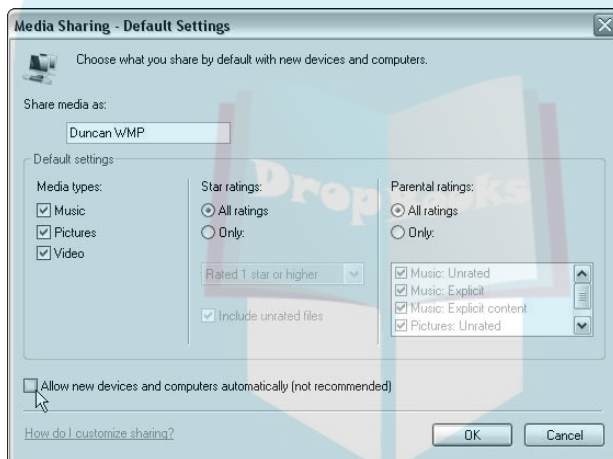 Media Sharing - Default Settings
Choose what you share by default with new devices and computers.
Share media as:
Duncan WMP
Default settings
Media types:
Music
Pictures
Video
Star ratings:
All ratings
Only:
Rated 1 star or higher
Include unrated files
Parental ratings:
All ratings
Only:
Music: Unrated
Music: Explicit
Music: Explicit content
Pictures: Unrated
DropBooks
Allow new devices and computers automatically (not recommended)
How do I customize sharing?
OK
Cancel